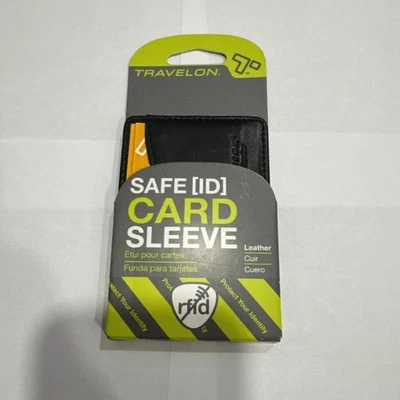 TRAVELON®
SAFE [ID]
CARD
SLEEVE
Étui pour cartes
Funda para tarjetas
Leather
Cuir
Cuero
Protect Your Identity
Protect Your Identity
rfid